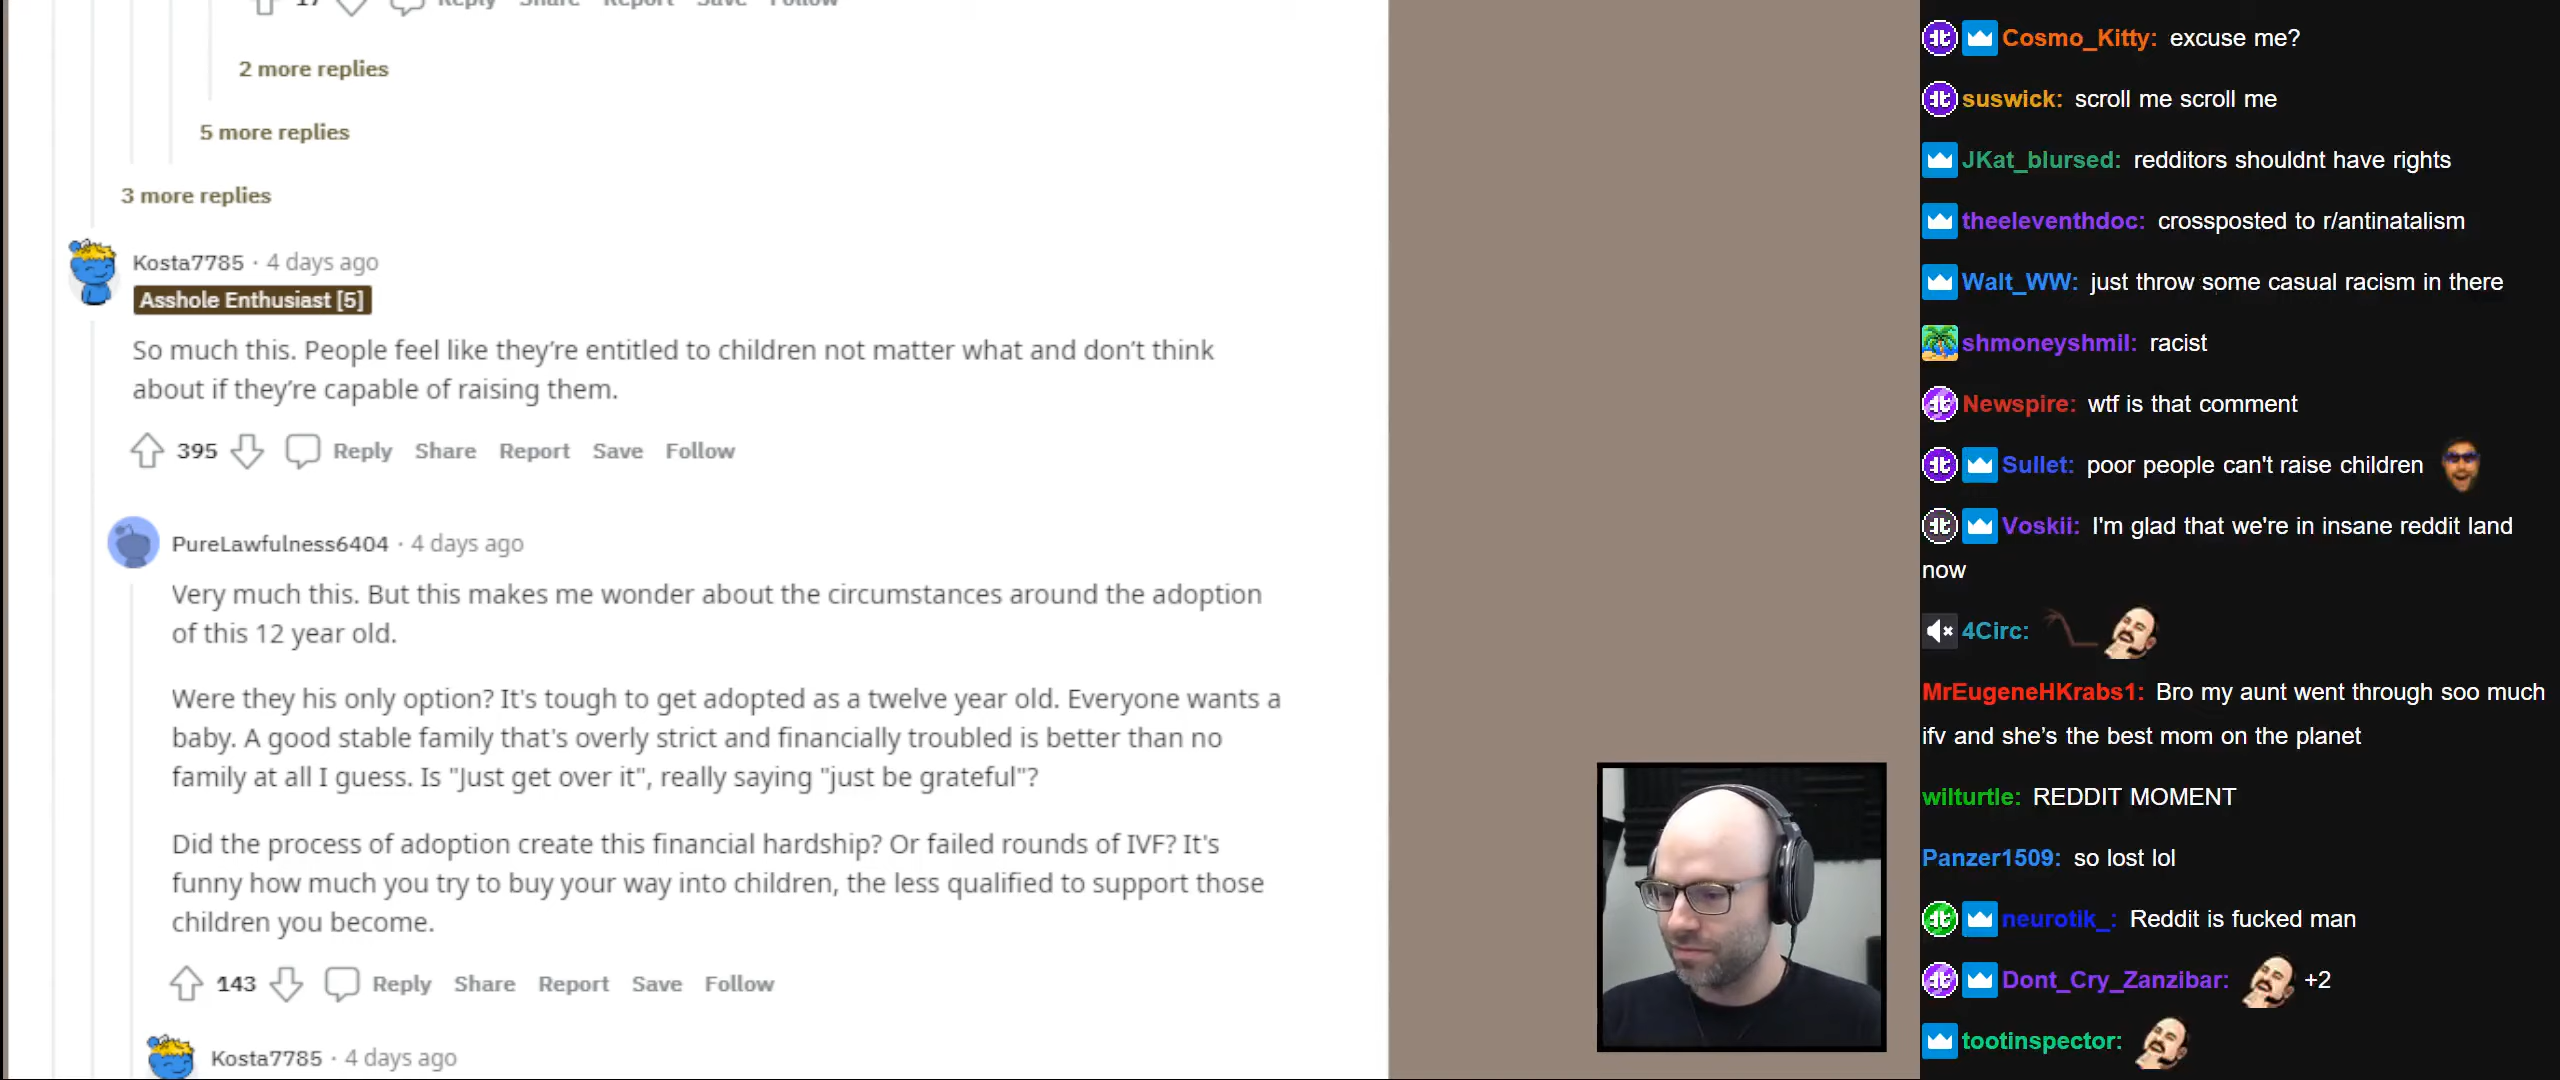 17 Reply Share Report Save Follow
2 more replies
5 more replies
3 more replies
Kosta7785 · 4 days ago
Asshole Enthusiast [5]
So much this. People feel like they’re entitled to children not matter what and don’t think
about if they’re capable of raising them.
395 Reply Share Report Save Follow
PureLawfulness6404 · 4 days ago
Very much this. But this makes me wonder about the circumstances around the adoption
of this 12 year old.
Were they his only option? It's tough to get adopted as a twelve year old. Everyone wants a
baby. A good stable family that's overly strict and financially troubled is better than no
family at all I guess. Is "Just get over it", really saying "just be grateful"?
Did the process of adoption create this financial hardship? Or failed rounds of IVF? It's
funny how much you try to buy your way into children, the less qualified to support those
children you become.
143 Reply Share Report Save Follow
Kosta7785 · 4 days ago
Cosmo_Kitty: excuse me?
suswick: scroll me scroll me
JKat_blursed: redditors shouldnt have rights
theeleventhdoc: crossposted to r/antinatalism
Walt_WW: just throw some casual racism in there
shmoneyshmil: racist
Newspire: wtf is that comment
Sullet: poor people can't raise children
Voskii: I'm glad that we're in insane reddit land
now
4Circ:
MrEugeneHKrabs1: Bro my aunt went through soo much
ifv and she’s the best mom on the planet
wilturtle: REDDIT MOMENT
Panzer1509: so lost lol
neurotik_: Reddit is fucked man
Dont_Cry_Zanzibar: +2
tootinspector: